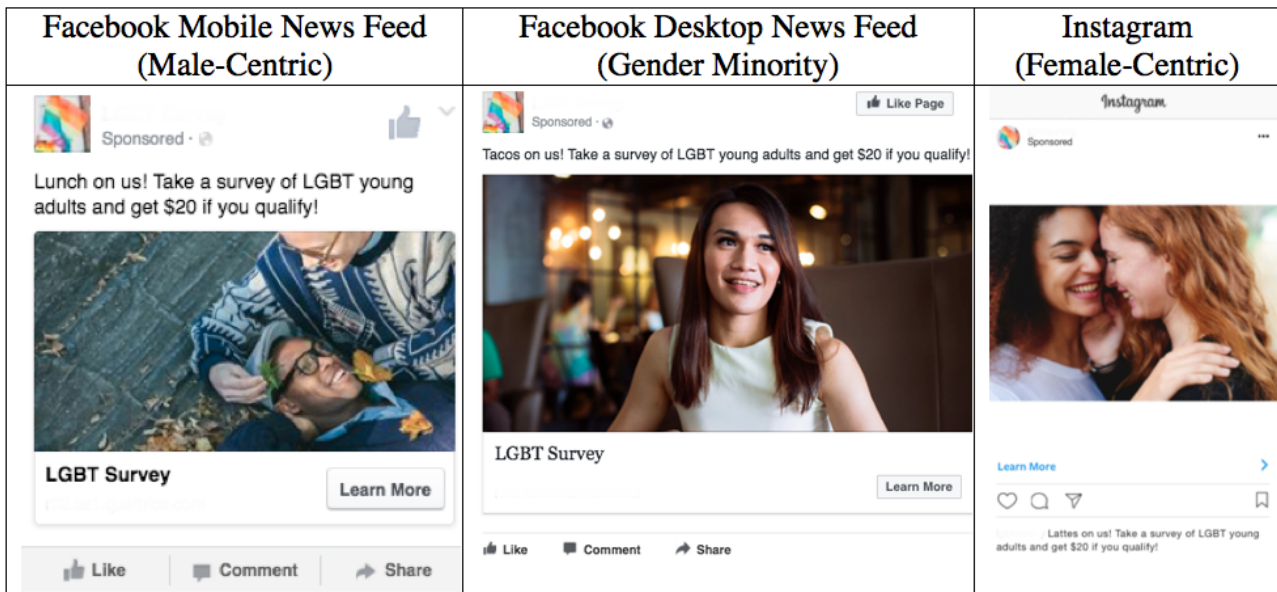 Facebook Mobile News Feed
(Male-Centric)
Facebook Desktop News Feed
(Gender Minority)
Instagram
(Female-Centric)
Sponsored ·
Lunch on us! Take a survey of LGBT young
adults and get $20 if you qualify!
LGBT Survey
Learn More
Like
Comment
Share
Like Page
Sponsored ·
Tacos on us! Take a survey of LGBT young adults and get $20 if you qualify!
LGBT Survey
Learn More
Like
Comment
Share
Instagram
Sponsored
Learn More
Lattes on us! Take a survey of LGBT young
adults and get $20 if you qualify!